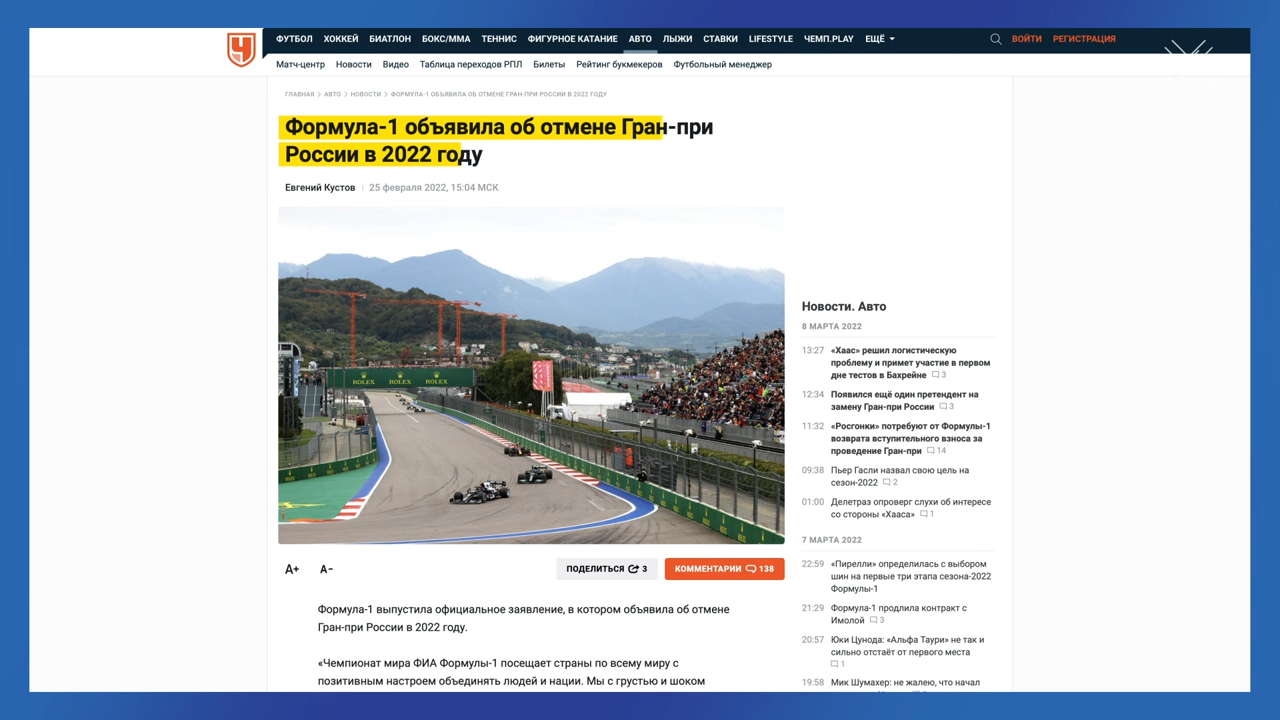 ФУТБОЛ ХОККЕЙ БИАТЛОН БОКС/ММА ТЕННИС ФИГУРНОЕ КАТАНИЕ АВТО ЛЫЖИ СТАВКИ LIFESTYLE ЧЕМП.PLAY ЕЩЁ ВОЙТИ РЕГИСТРАЦИЯ
Матч-центр Новости Видео Таблица переходов РПЛ Билеты Рейтинг букмекеров Футбольный менеджер
ГЛАВНАЯ > АВТО > НОВОСТИ > ФОРМУЛА-1 ОБЪЯВИЛА ОБ ОТМЕНЕ ГРАН-ПРИ РОССИИ В 2022 ГОДУ
Формула-1 объявила об отмене Гран-при
России в 2022 году
Евгений Кустов | 25 февраля 2022, 15:04 МСК
ROLEX ROLEX ROLEX
A+ A-
ПОДЕЛИТЬСЯ 3
КОММЕНТАРИИ 138
Формула-1 выпустила официальное заявление, в котором объявила об отмене
Гран-при России в 2022 году.
«Чемпионат мира ФИА Формулы-1 посещает страны по всему миру с
позитивным настроем объединять людей и нации. Мы с грустью и шоком
Новости. Авто
8 МАРТА 2022
13:27 «Хаас» решил логистическую
проблему и примет участие в первом
дне тестов в Бахрейне 3
12:34 Появился ещё один претендент на
замену Гран-при России 3
11:32 «Росгонки» потребуют от Формулы-1
возврата вступительного взноса за
проведение Гран-при 14
09:38 Пьер Гасли назвал свою цель на
сезон-2022 2
01:00 Делетраз опроверг слухи об интересе
со стороны «Хааса» 1
7 МАРТА 2022
22:59 «Пирелли» определилась с выбором
шин на первые три этапа сезона-2022
Формулы-1
21:29 Формула-1 продлила контракт с
Имолой 3
20:57 Юки Цунода: «Альфа Таури» не так и
сильно отстаёт от первого места
1
19:58 Мик Шумахер: не жалею, что начал